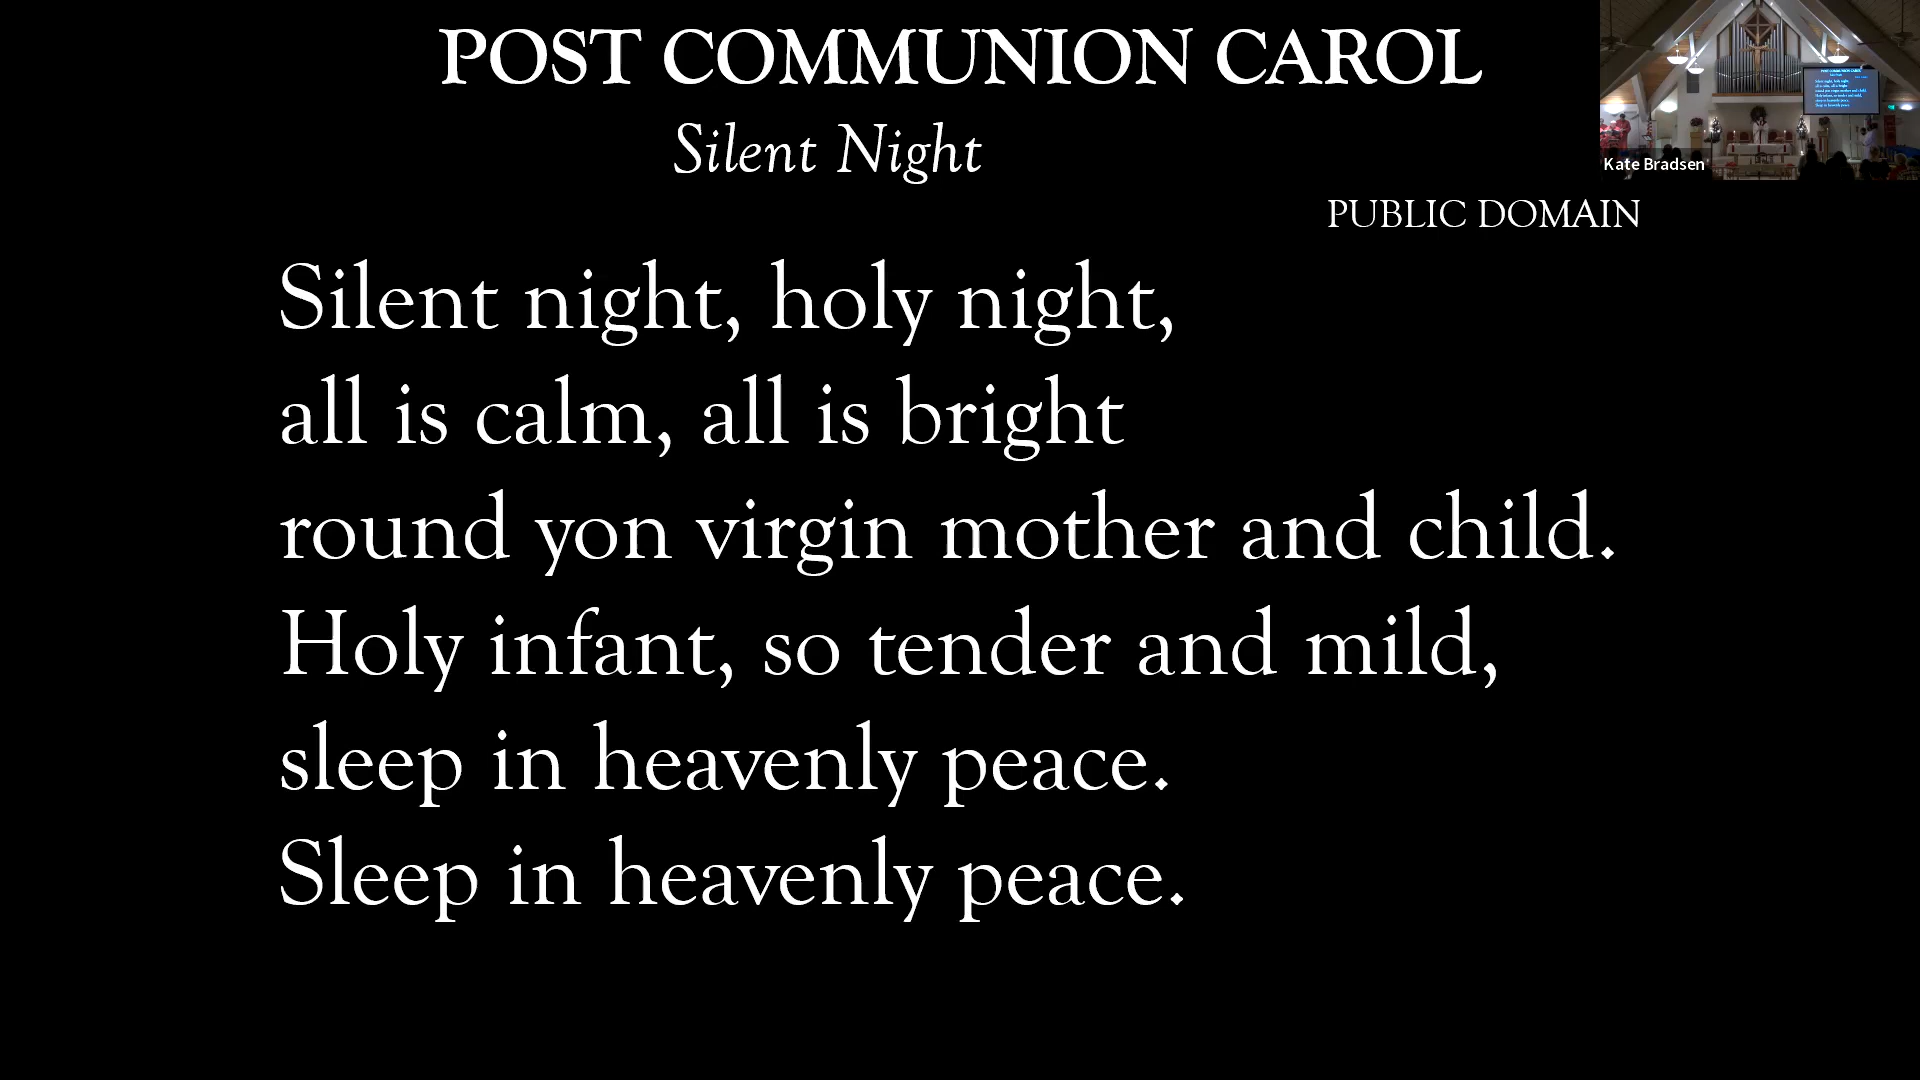 POST COMMUNION CAROL
Silent Night
Kate Bradsen
PUBLIC DOMAIN
Silent night, holy night,
all is calm, all is bright
round yon virgin mother and child.
Holy infant, so tender and mild,
sleep in heavenly peace.
Sleep in heavenly peace.